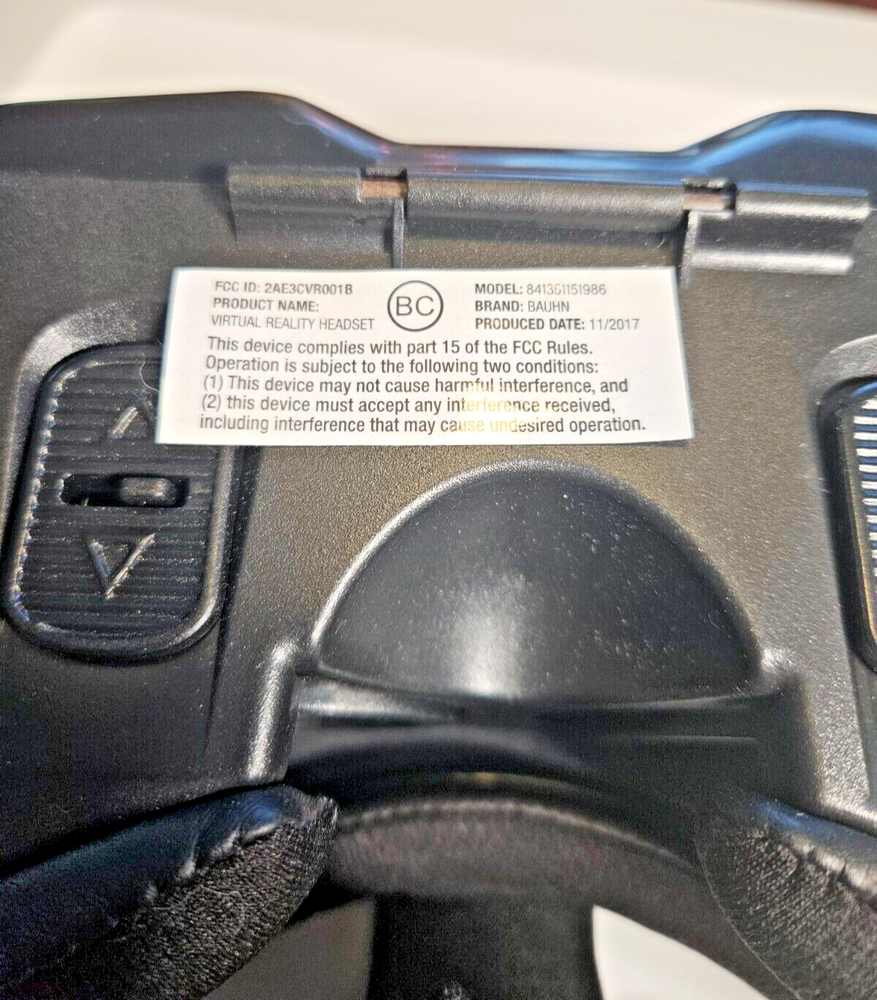 FCC ID: 2AE3CVR001B
PRODUCT NAME:
VIRTUAL REALITY HEADSET
BC
MODEL: 841351151986
BRAND: BAUHN
PRODUCED DATE: 11/2017
This device complies with part 15 of the FCC Rules.
Operation is subject to the following two conditions:
(1) This device may not cause harmful interference, and
(2) this device must accept any interference received,
including interference that may cause undesired operation.